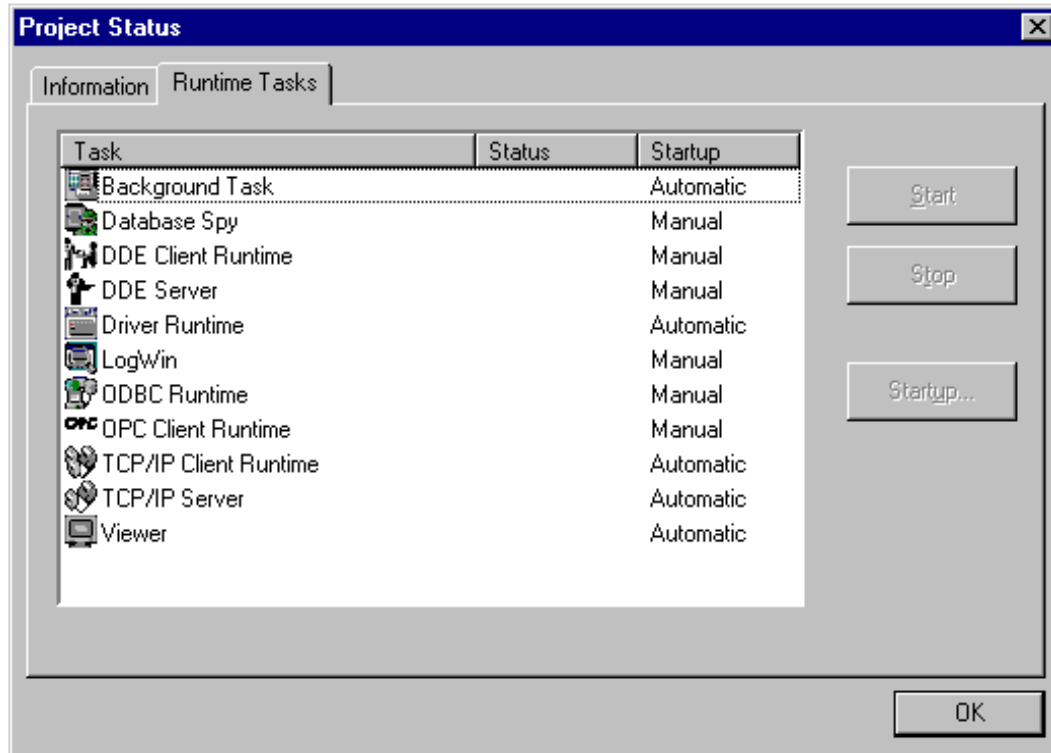 Project Status
Information Runtime Tasks
Task Status Startup
Background Task Automatic
Database Spy Manual
DDE Client Runtime Manual
DDE Server Manual
Driver Runtime Automatic
LogWin Manual
ODBC Runtime Manual
OPC OPC Client Runtime Manual
TCP/IP Client Runtime Automatic
TCP/IP Server Automatic
Viewer Automatic
Start
Stop
Startup...
OK